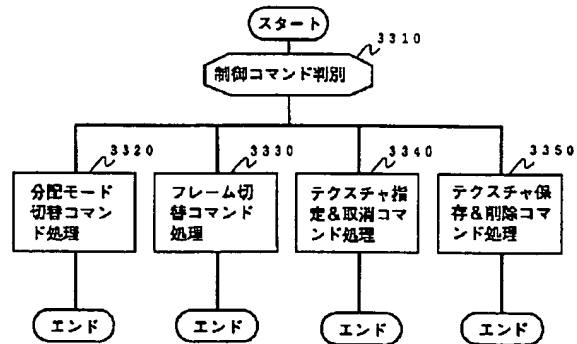 スタート
3310
制御コマンド判別
3320
3330
3340
3350
分配モード
切替コマン
ド処理
フレーム切
替コマンド
処理
テクスチャ指
定&取消コマ
ンド処理
テクスチャ保
存&削除コマ
ンド処理
エンド
エンド
エンド
エンド